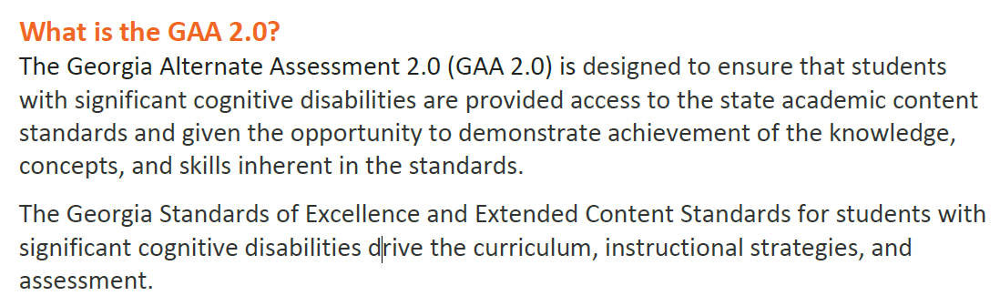 What is the GAA 2.0?
The Georgia Alternate Assessment 2.0 (GAA 2.0) is designed to ensure that students
with significant cognitive disabilities are provided access to the state academic content
standards and given the opportunity to demonstrate achievement of the knowledge,
concepts, and skills inherent in the standards.
The Georgia Standards of Excellence and Extended Content Standards for students with
significant cognitive disabilities drive the curriculum, instructional strategies, and
assessment.